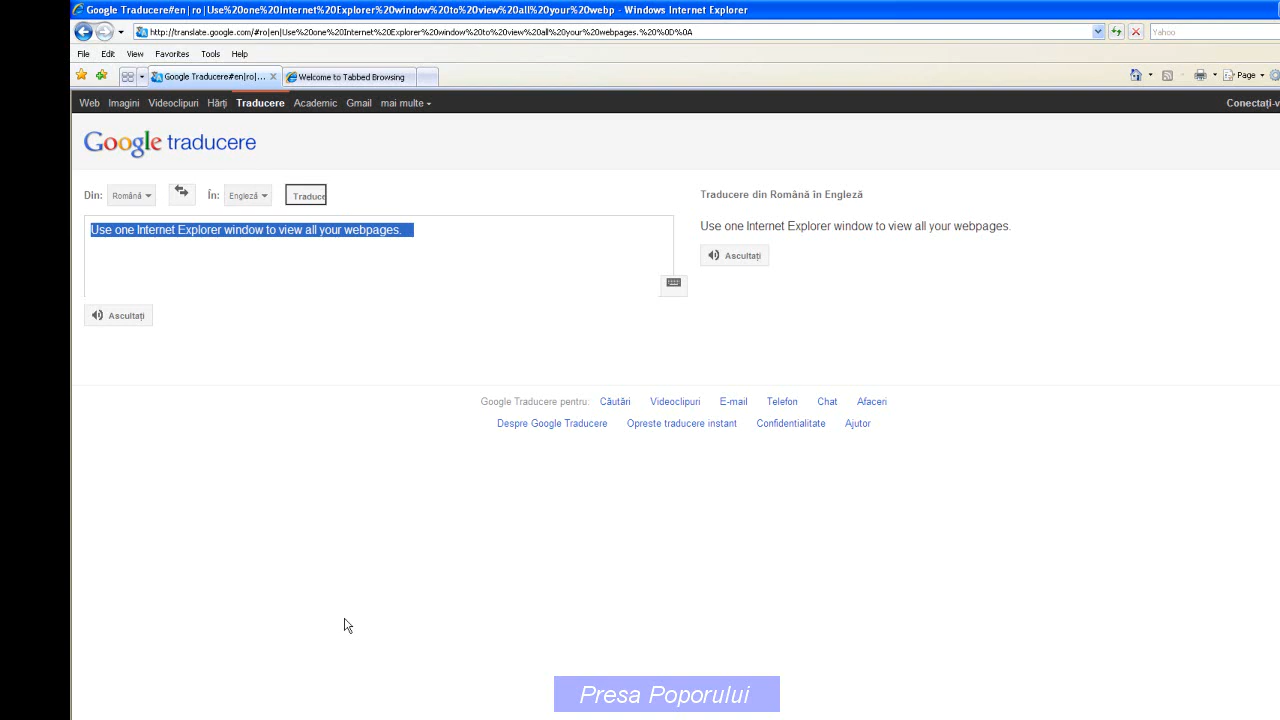 Google Traducere#en|ro|Use%20one%20Internet%20Explorer%20window%20to%20view%20all%20your%20webp - Windows Internet Explorer
http://translate.google.com/#ro|en|Use%20one%20Internet%20Explorer%20window%20to%20view%20all%20your%20webpages.%20%0D%0A
Yahoo
File Edit View Favorites Tools Help
Google Traducere#en|ro|... Welcome to Tabbed Browsing Page
Web Imagini Videoclipuri Hărți Traducere Academic Gmail mai multe Conectați-v
Google traducere
Din: Română În: Engleză Traduce
Traducere din Română în Engleză
Use one Internet Explorer window to view all your webpages.
Use one Internet Explorer window to view all your webpages.
Ascultați
Ascultați
Google Traducere pentru: Căutări Videoclipuri E-mail Telefon Chat Afaceri
Despre Google Traducere Opreste traducere instant Confidentialitate Ajutor
Presa Poporului